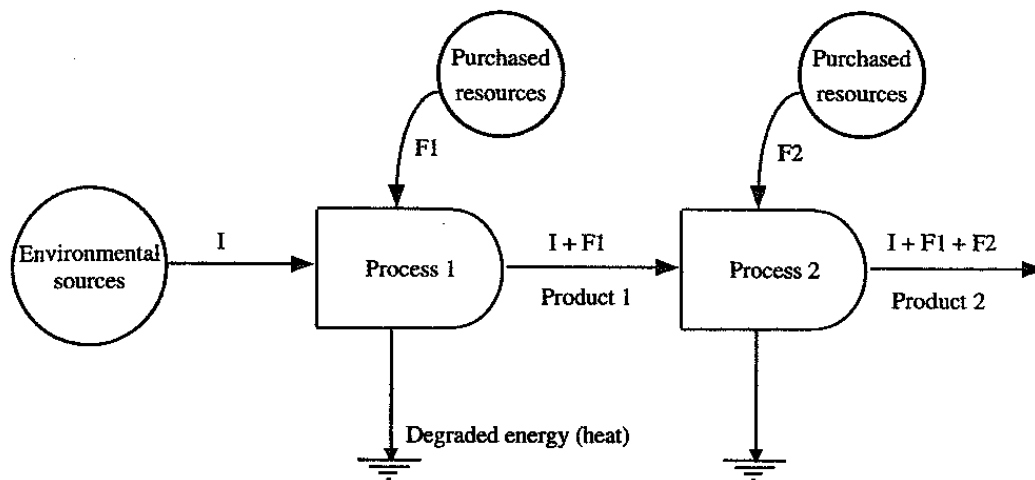 Purchased
resources
Purchased
resources
F1
F2
Environmental
sources
I
Process 1
I + F1
Product 1
Process 2
I + F1 + F2
Product 2
Degraded energy (heat)